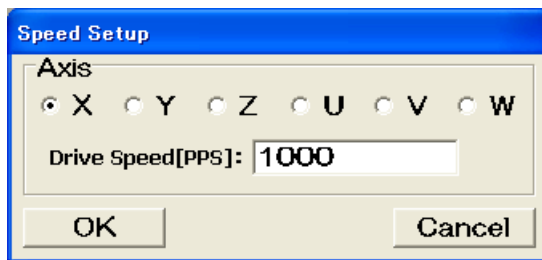 Speed Setup
Axis
X Y Z U V W
Drive Speed[PPS]: 1000
OK Cancel